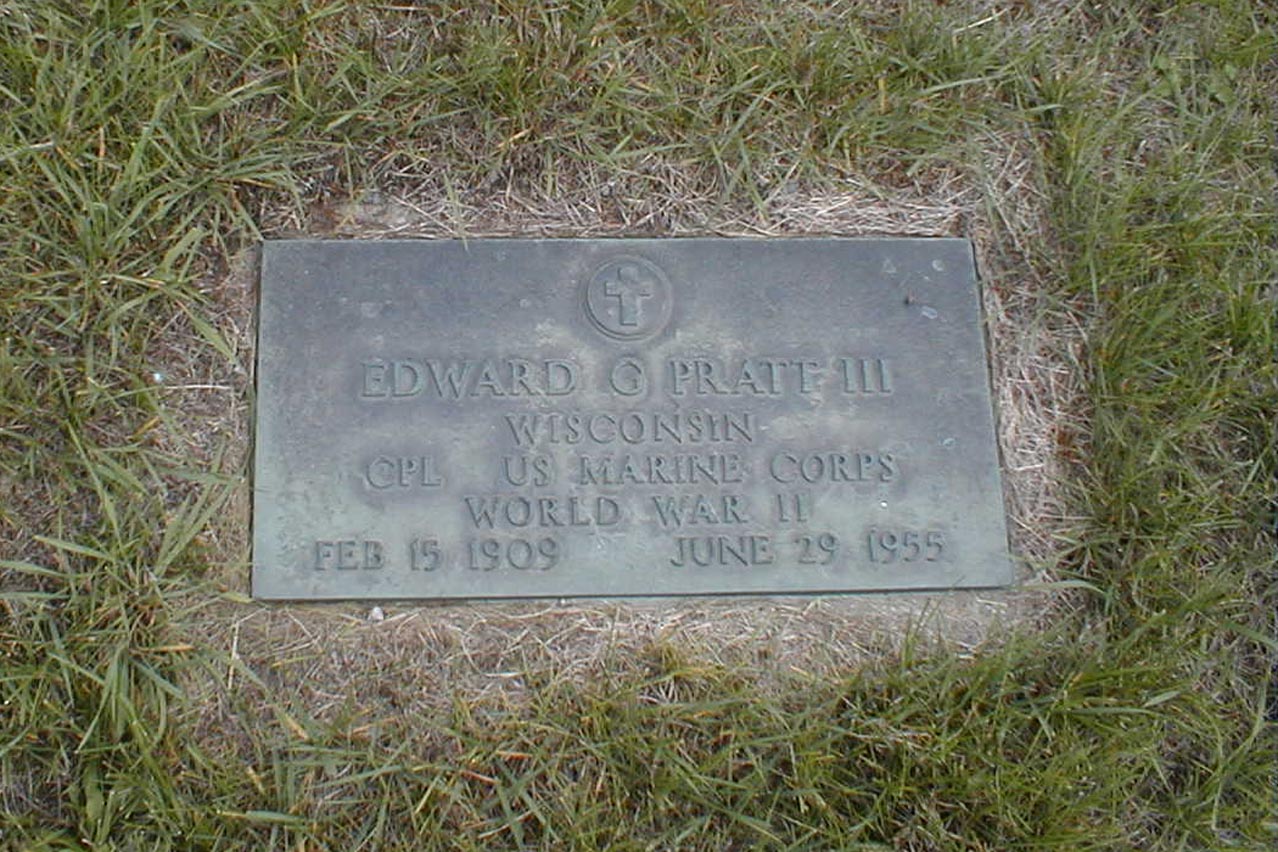 EDWARD G PRATT III
WISCONSIN
CPL US MARINE CORPS
WORLD WAR II
FEB 15 1909 JUNE 29 1955